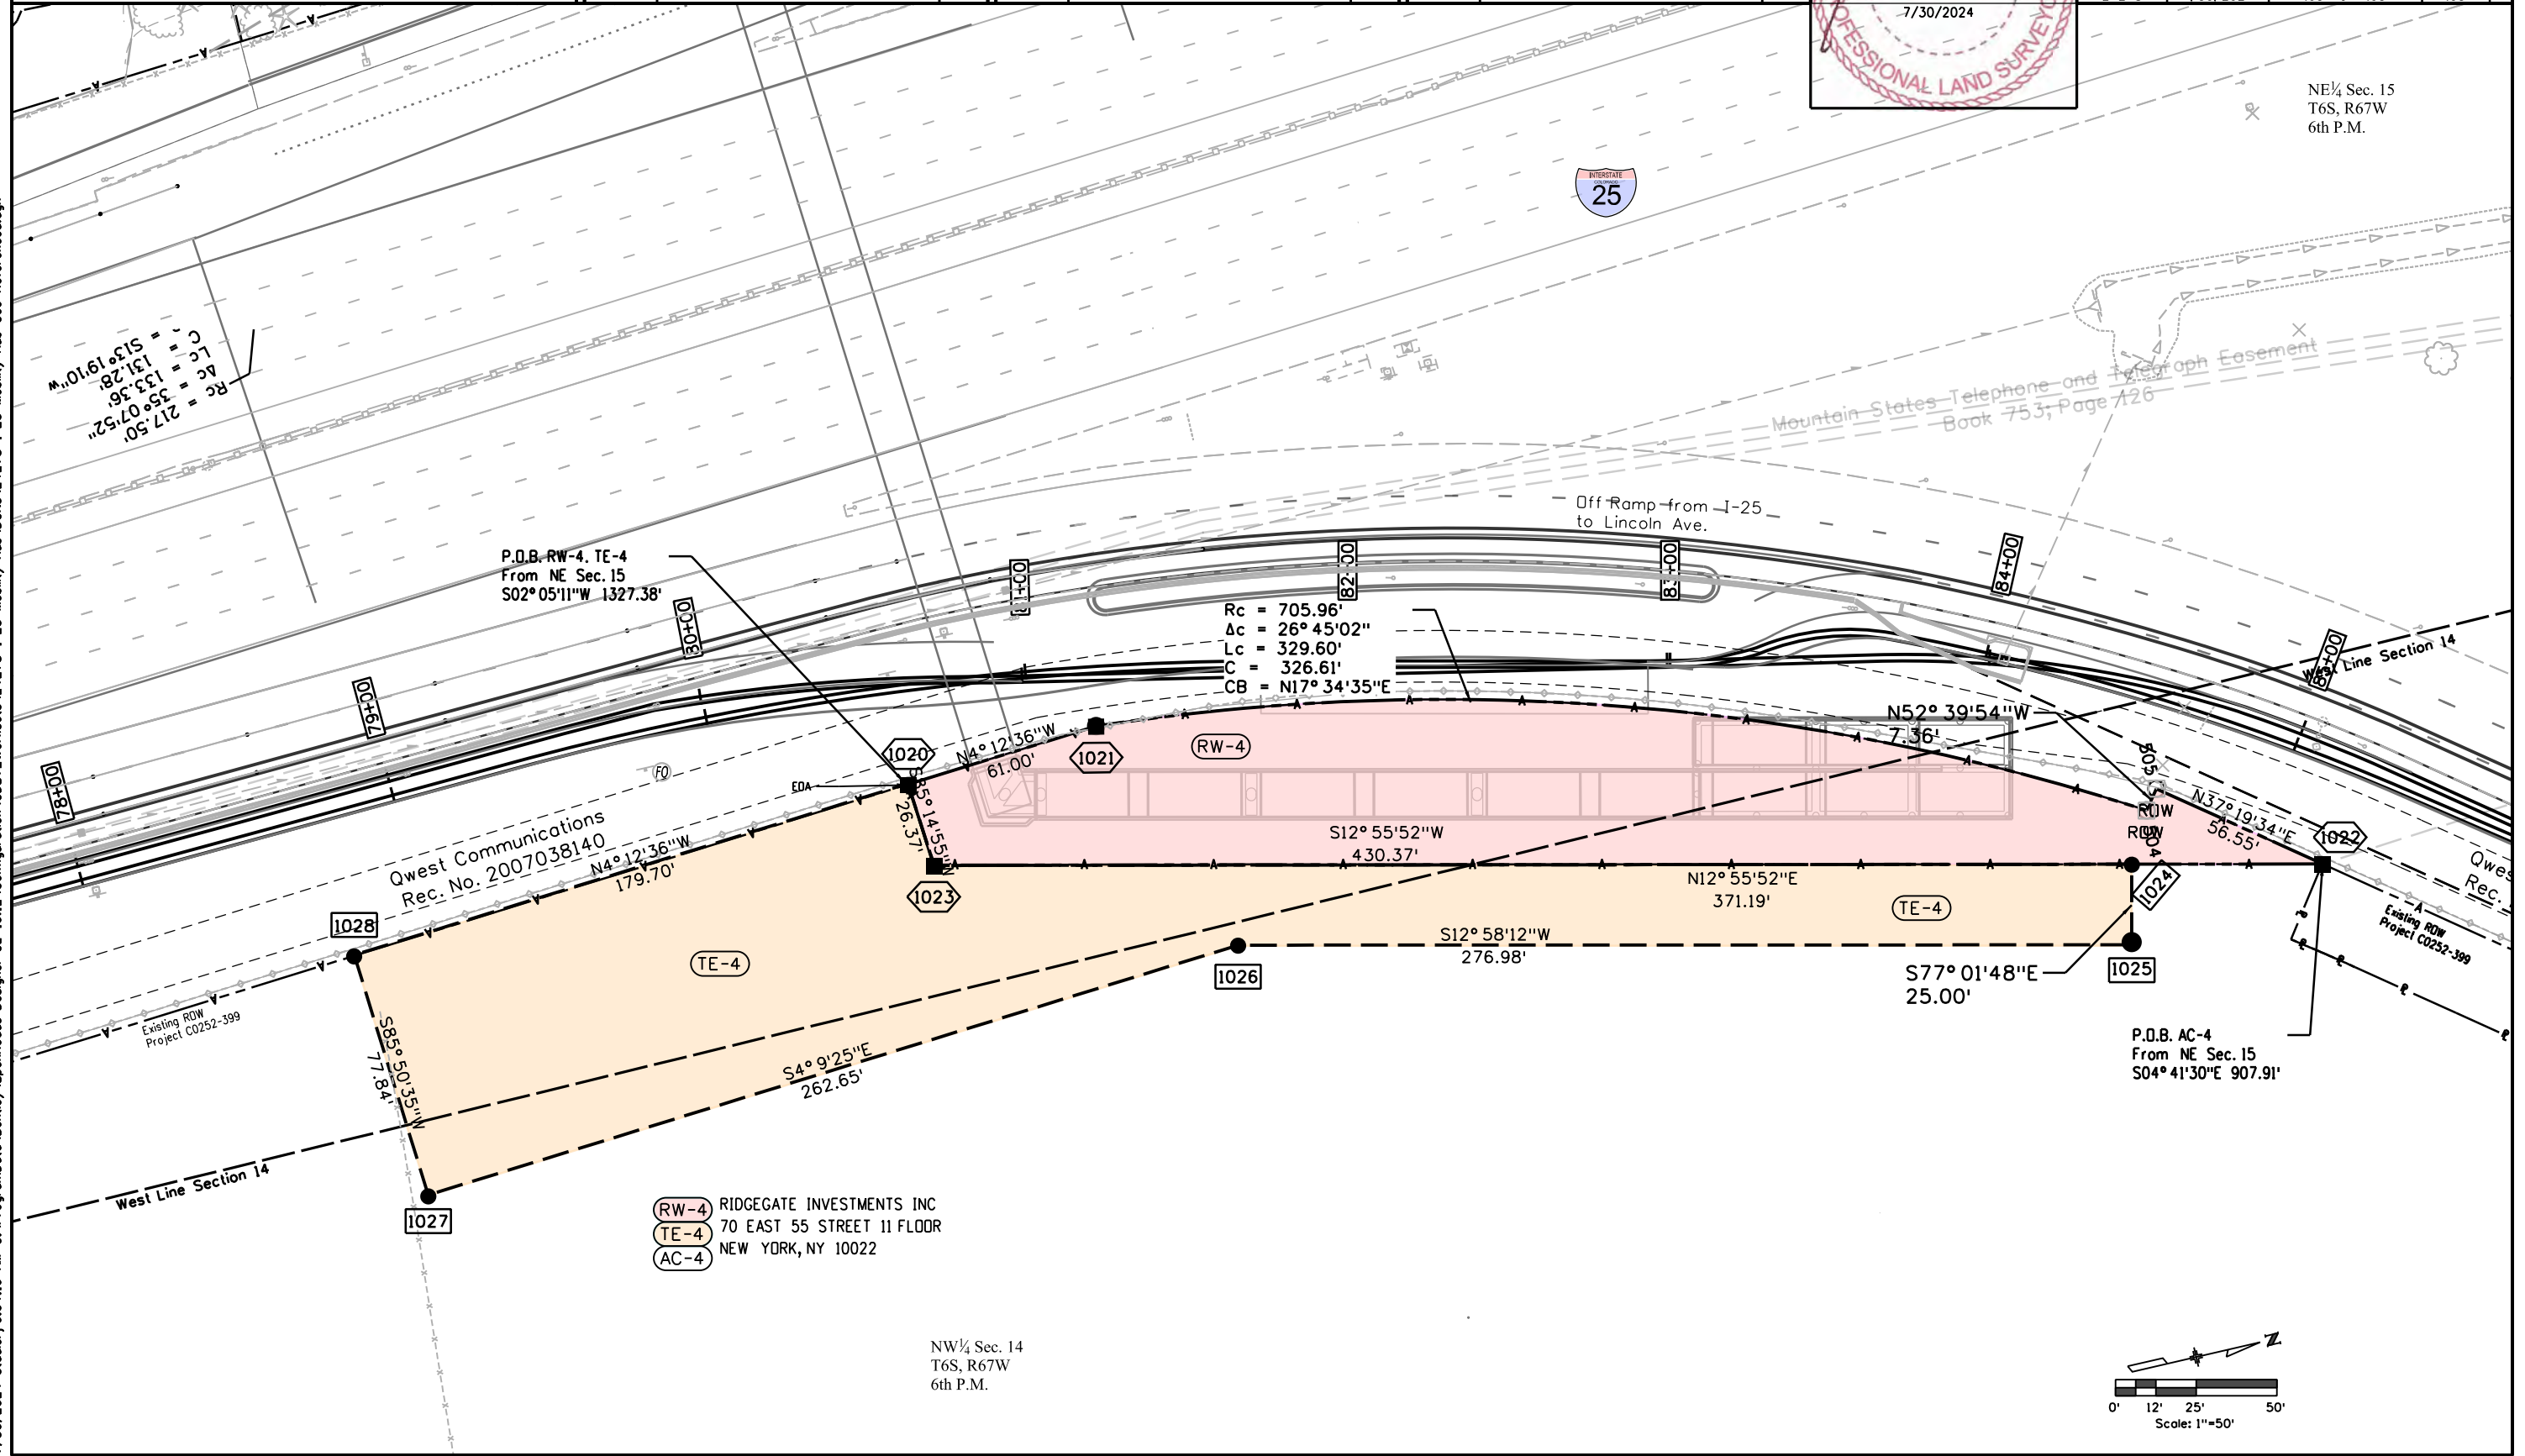 7/30/2024
PROFESSIONAL LAND SURVEYOR
NE¼ Sec. 15
T6S, R67W
6th P.M.
INTERSTATE
COLORADO
25
Rc = 217.50'
Δc = 35° 07'52"
Lc = 133.36'
C = 131.28'
= S13° 19'10"W
Mountain States Telephone and Telegraph Easement
Book 753; Page 126
Off Ramp from I-25
to Lincoln Ave.
P.O.B. RW-4, TE-4
From NE Sec. 15
S02° 05'11"W 1327.38'
78+00
79+00
80+00
82+00
83+00
84+00
Rc = 705.96'
Δc = 26° 45'02"
Lc = 329.60'
C = 326.61'
CB = N17° 34'35"E
West Line Section 14
N52° 39'54"W
7.36'
1020
N4° 12'36"W
61.00'
1021
RW-4
EOA
FO
S85° 14'55"W
26.37'
ROW
ROW
N37° 19'34"E
56.55'
1022
Qwest Communications
Rec. No. 2007038140
N4° 12'36"W
179.70'
S12° 55'52"W
430.37'
1023
N12° 55'52"E
371.19'
TE-4
1024
Existing ROW
Project C0252-399
1028
TE-4
S12° 58'12"W
276.98'
1026
S77° 01'48"E
25.00'
1025
Existing ROW
Project C0252-399
S85° 50'35"W
77.84'
S4° 9'25"E
262.65'
P.O.B. AC-4
From NE Sec. 15
S04° 41'30"E 907.91'
West Line Section 14
1027
RW-4 RIDGEGATE INVESTMENTS INC
TE-4 70 EAST 55 STREET 11 FLOOR
AC-4 NEW YORK, NY 10022
NW¼ Sec. 14
T6S, R67W
6th P.M.
N
0' 12' 25' 50'
Scale: 1"=50'